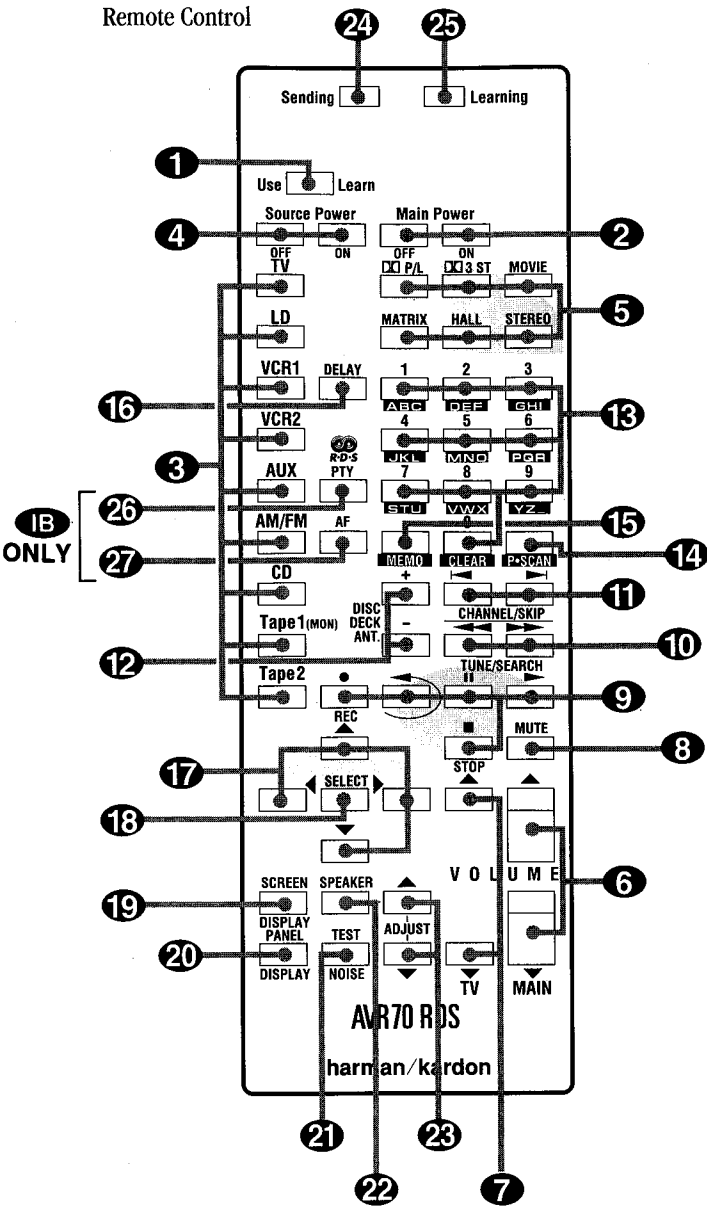 Remote Control
24 25
Sending Learning
1
Use Learn
Source Power Main Power
4 2
OFF ON OFF ON
TV P/L 3 ST MOVIE
5
LD MATRIX HALL STEREO
VCR1 DELAY 1 2 3
16 ABC DEF GHI 13
VCR2 4 5 6
3 R·D·S JKL MNO PQR
AUX PTY 7 8 9
26 STU VWX YZ_
IB ONLY
AM/FM AF 0 15
27 MEMO CLEAR P•SCAN 14
CD + 11
DISC DECK ANT. CHANNEL/SKIP
Tape1(MON) − 10
12 TUNE/SEARCH
Tape2 9
REC
MUTE 8
17 STOP
SELECT
18
VOLUME 6
SCREEN SPEAKER
19
DISPLAY ADJUST
PANEL TEST
20
DISPLAY NOISE TV MAIN
AVR70 RDS
harman/kardon
21 23
22 7